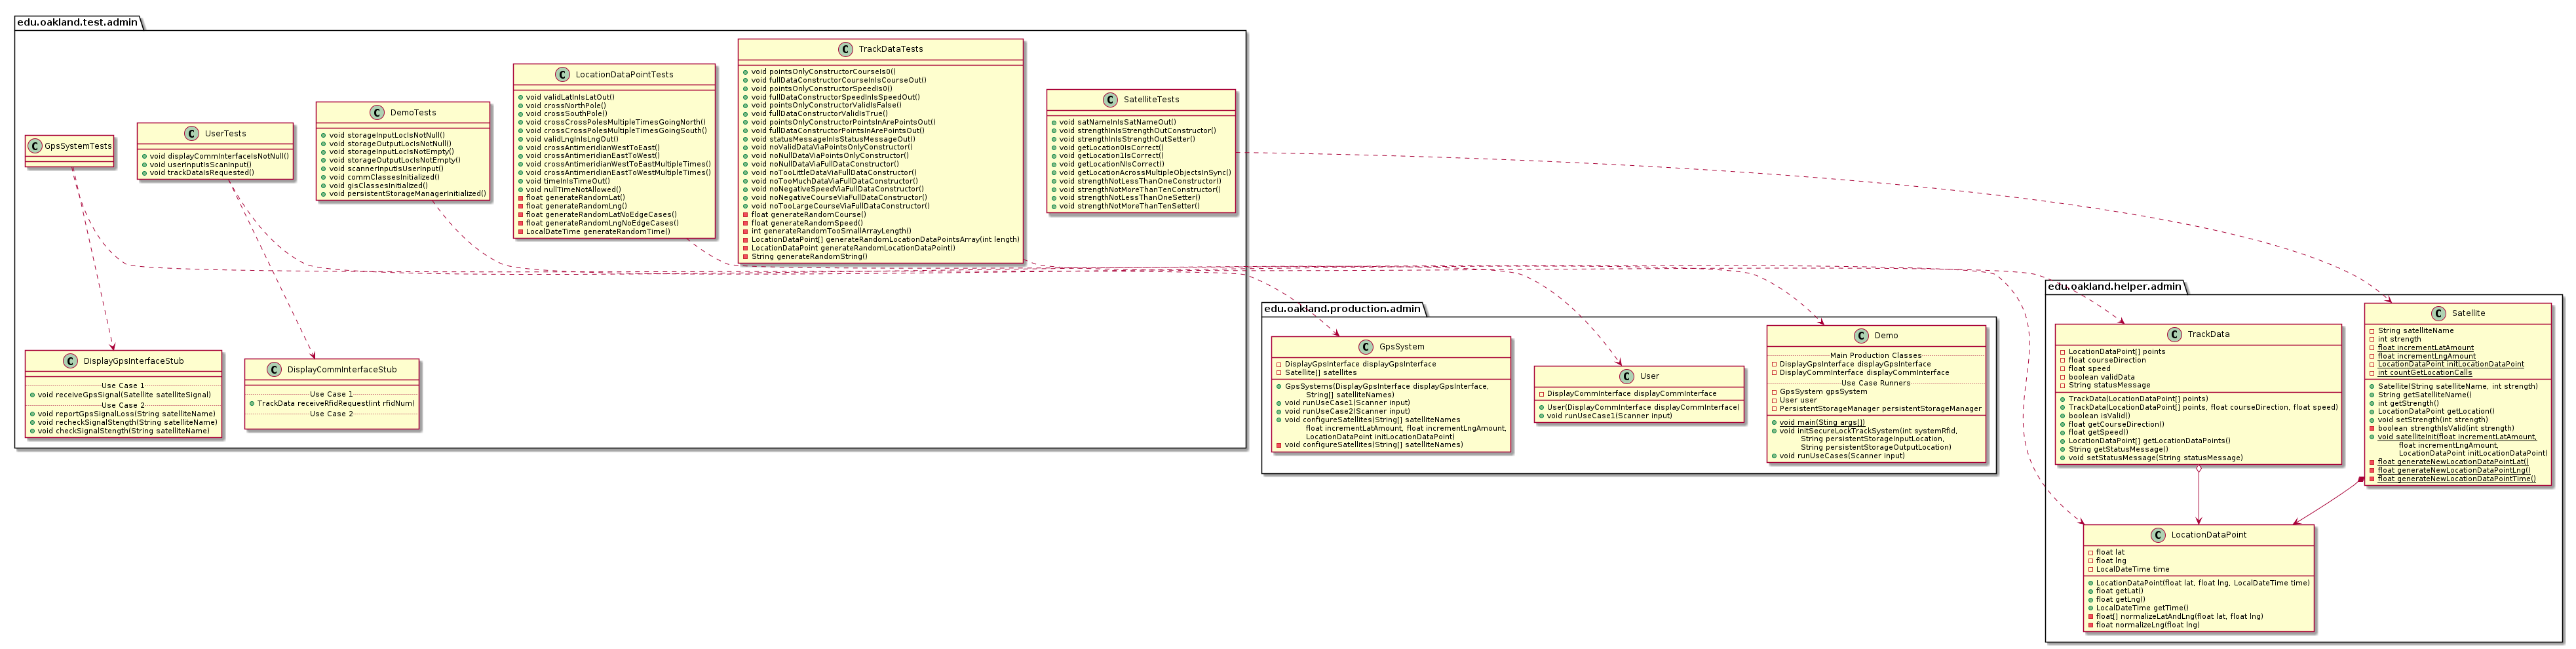 edu.oakland.test.admin
GpsSystemTests
UserTests
void displayCommInterfaceIsNotNull()
void userInputIsScanInput()
void trackDataIsRequested()
DemoTests
void storageInputLocIsNotNull()
void storageOutputLocIsNotNull()
void storageInputLocIsNotEmpty()
void storageOutputLocIsNotEmpty()
void scannerInputIsUserInput()
void commClassesInitialized()
void gisClassesInitialized()
void persistentStorageManagerInitialized()
LocationDataPointTests
void validLatInIsLatOut()
void crossNorthPole()
void crossSouthPole()
void crossCrossPolesMultipleTimesGoingNorth()
void crossCrossPolesMultipleTimesGoingSouth()
void validLngInIsLngOut()
void crossAntimeridianWestToEast()
void crossAntimeridianEastToWest()
void crossAntimeridianWestToEastMultipleTimes()
void crossAntimeridianEastToWestMultipleTimes()
void timeInIsTimeOut()
void nullTimeNotAllowed()
float generateRandomLat()
float generateRandomLng()
float generateRandomLatNoEdgeCases()
float generateRandomLngNoEdgeCases()
LocalDateTime generateRandomTime()
TrackDataTests
void pointsOnlyConstructorCourseIs0()
void fullDataConstructorCourseInIsCourseOut()
void pointsOnlyConstructorSpeedIs0()
void fullDataConstructorSpeedInIsSpeedOut()
void pointsOnlyConstructorValidIsFalse()
void fullDataConstructorValidIsTrue()
void pointsOnlyConstructorPointsInArePointsOut()
void fullDataConstructorPointsInArePointsOut()
void statusMessageInIsStatusMessageOut()
void noValidDataViaPointsOnlyConstructor()
void noNullDataViaPointsOnlyConstructor()
void noNullDataViaFullDataConstructor()
void noTooLittleDataViaFullDataConstructor()
void noTooMuchDataViaFullDataConstructor()
void noNegativeSpeedViaFullDataConstructor()
void noNegativeCourseViaFullDataConstructor()
void noTooLargeCourseViaFullDataConstructor()
float generateRandomCourse()
float generateRandomSpeed()
int generateRandomTooSmallArrayLength()
LocationDataPoint[] generateRandomLocationDataPointsArray(int length)
LocationDataPoint generateRandomLocationDataPoint()
String generateRandomString()
SatelliteTests
void satNameInIsSatNameOut()
void strengthInIsStrengthOutConstructor()
void strengthInIsStrengthOutSetter()
void getLocation0IsCorrect()
void getLocation1IsCorrect()
void getLocationNIsCorrect()
void getLocationAcrossMultipleObjectsInSync()
void strengthNotLessThanOneConstructor()
void strengthNotMoreThanTenConstructor()
void strengthNotLessThanOneSetter()
void strengthNotMoreThanTenSetter()
DisplayGpsInterfaceStub
Use Case 1
void receiveGpsSignal(Satellite satelliteSignal)
Use Case 2
void reportGpsSignalLoss(String satelliteName)
void recheckSignalStength(String satelliteName)
void checkSignalStength(String satelliteName)
DisplayCommInterfaceStub
Use Case 1
TrackData receiveRfidRequest(int rfidNum)
Use Case 2
edu.oakland.production.admin
GpsSystem
DisplayGpsInterface displayGpsInterface
Satellite[] satellites
GpsSystems(DisplayGpsInterface displayGpsInterface,
String[] satelliteNames)
void runUseCase1(Scanner input)
void runUseCase2(Scanner input)
void configureSatellites(String[] satelliteNames
float incrementLatAmount, float incrementLngAmount,
LocationDataPoint initLocationDataPoint)
void configureSatellites(String[] satelliteNames)
User
DisplayCommInterface displayCommInterface
User(DisplayCommInterface displayCommInterface)
void runUseCase1(Scanner input)
Demo
Main Production Classes
DisplayGpsInterface displayGpsInterface
DisplayCommInterface displayCommInterface
Use Case Runners
GpsSystem gpsSystem
User user
PersistentStorageManager persistentStorageManager
void main(String args[])
void initSecureLockTrackSystem(int systemRfid,
String persistentStorageInputLocation,
String persistentStorageOutputLocation)
void runUseCases(Scanner input)
edu.oakland.helper.admin
TrackData
LocationDataPoint[] points
float courseDirection
float speed
boolean validData
String statusMessage
TrackData(LocationDataPoint[] points)
TrackData(LocationDataPoint[] points, float courseDirection, float speed)
boolean isValid()
float getCourseDirection()
float getSpeed()
LocationDataPoint[] getLocationDataPoints()
String getStatusMessage()
void setStatusMessage(String statusMessage)
Satellite
String satelliteName
int strength
float incrementLatAmount
float incrementLngAmount
LocationDataPoint initLocationDataPoint
int countGetLocationCalls
Satellite(String satelliteName, int strength)
String getSatelliteName()
int getStrength()
LocationDataPoint getLocation()
void setStrength(int strength)
boolean strengthIsValid(int strength)
void satelliteInit(float incrementLatAmount,
float incrementLngAmount,
LocationDataPoint initLocationDataPoint)
float generateNewLocationDataPointLat()
float generateNewLocationDataPointLng()
float generateNewLocationDataPointTime()
LocationDataPoint
float lat
float lng
LocalDateTime time
LocationDataPoint(float lat, float lng, LocalDateTime time)
float getLat()
float getLng()
LocalDateTime getTime()
float[] normalizeLatAndLng(float lat, float lng)
float normalizeLng(float lng)